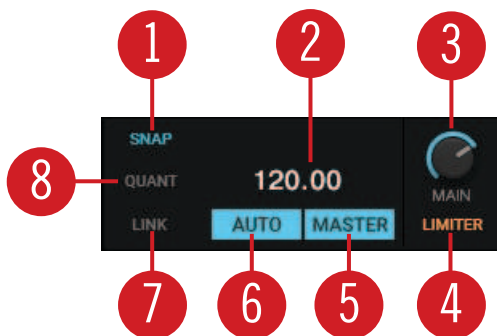 1
2
3
SNAP
8
QUANT
120.00
MAIN
LINK
AUTO
MASTER
LIMITER
7
6
5
4